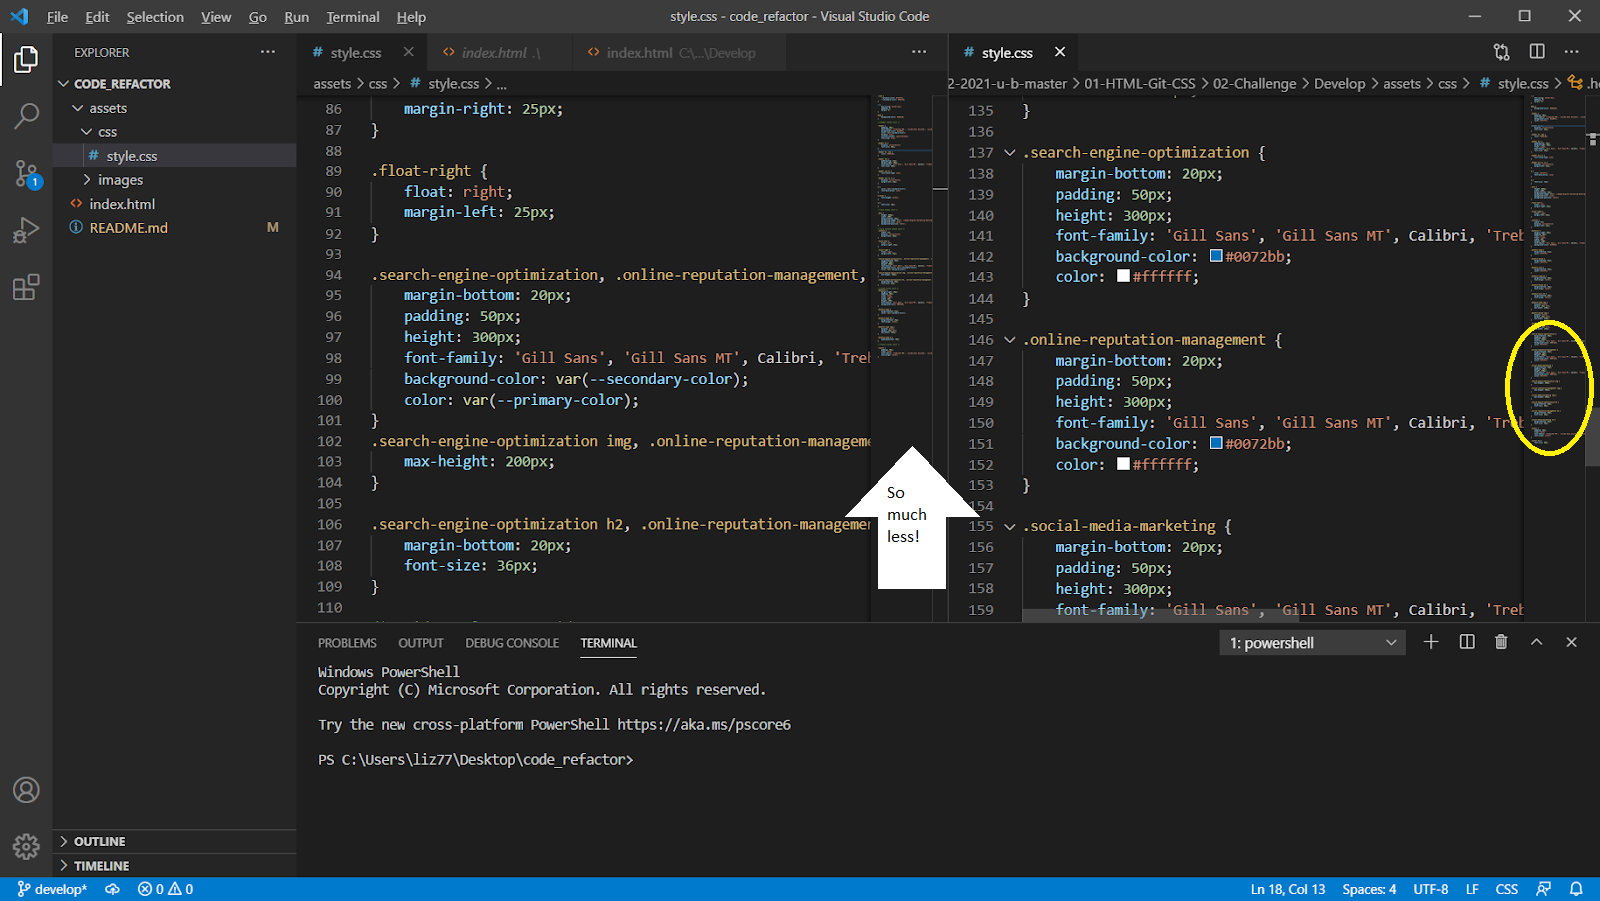 File Edit Selection View Go Run Terminal Help
style.css - code_refactor - Visual Studio Code
EXPLORER
CODE_REFACTOR
assets
css
# style.css
images
<> index.html
README.md M
OUTLINE
TIMELINE
1
# style.css
<> index.html .\
<> index.html C:\...\Develop
assets > css > # style.css > ...
86 margin-right: 25px;
87 }
88
89 .float-right {
90 float: right;
91 margin-left: 25px;
92 }
93
94 .search-engine-optimization, .online-reputation-management,
95 margin-bottom: 20px;
96 padding: 50px;
97 height: 300px;
98 font-family: 'Gill Sans', 'Gill Sans MT', Calibri, 'Treb
99 background-color: var(--secondary-color);
100 color: var(--primary-color);
101 }
102 .search-engine-optimization img, .online-reputation-manageme
103 max-height: 200px;
104 }
105
106 .search-engine-optimization h2, .online-reputation-managemen
107 margin-bottom: 20px;
108 font-size: 36px;
109 }
110
So
much
less!
# style.css
2-2021-u-b-master > 01-HTML-Git-CSS > 02-Challenge > Develop > assets > css > # style.css > .he
135 }
136
137 .search-engine-optimization {
138 margin-bottom: 20px;
139 padding: 50px;
140 height: 300px;
141 font-family: 'Gill Sans', 'Gill Sans MT', Calibri, 'Treb
142 background-color: #0072bb;
143 color: #ffffff;
144 }
145
146 .online-reputation-management {
147 margin-bottom: 20px;
148 padding: 50px;
149 height: 300px;
150 font-family: 'Gill Sans', 'Gill Sans MT', Calibri, 'Treb
151 background-color: #0072bb;
152 color: #ffffff;
153 }
154
155 .social-media-marketing {
156 margin-bottom: 20px;
157 padding: 50px;
158 height: 300px;
159 font-family: 'Gill Sans', 'Gill Sans MT', Calibri, 'Treb
PROBLEMS OUTPUT DEBUG CONSOLE TERMINAL
1: powershell
Windows PowerShell
Copyright (C) Microsoft Corporation. All rights reserved.
Try the new cross-platform PowerShell https://aka.ms/pscore6
PS C:\Users\liz77\Desktop\code_refactor>
develop* 0 0
Ln 18, Col 13 Spaces: 4 UTF-8 LF CSS